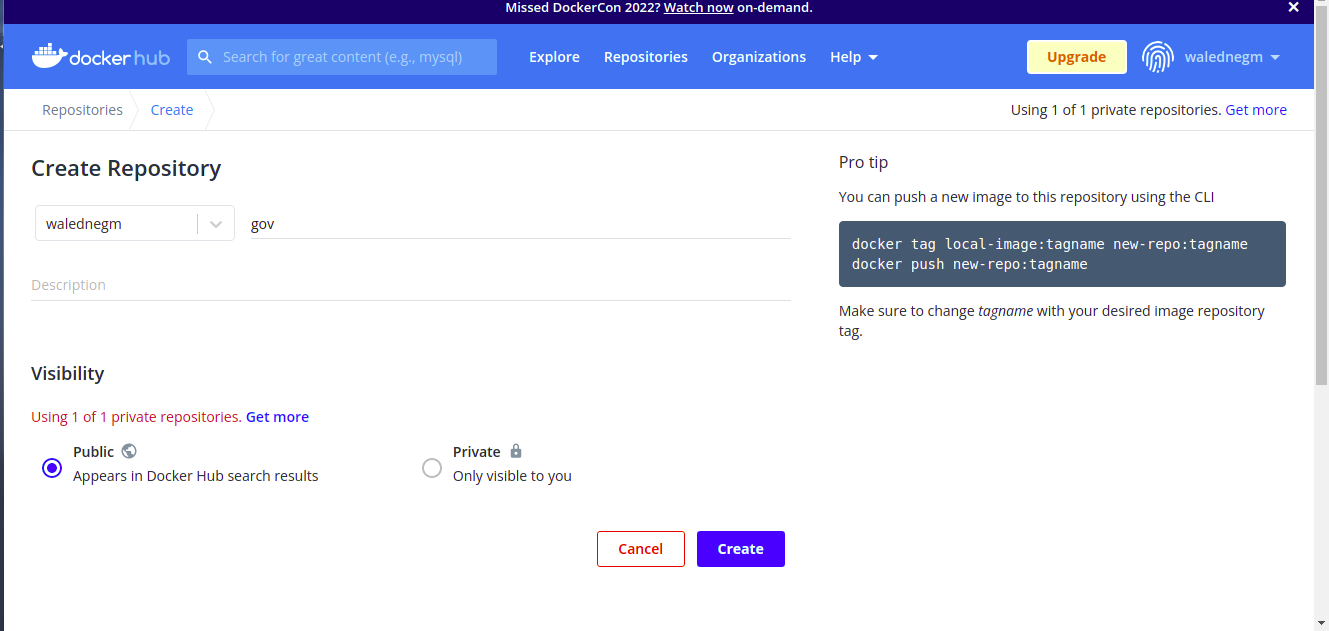 Missed DockerCon 2022? Watch now on-demand.
docker hub
Search for great content (e.g., mysql)
Explore
Repositories
Organizations
Help
Upgrade
walednegm
Repositories
Create
Using 1 of 1 private repositories. Get more
Create Repository
walednegm
gov
Description
Visibility
Using 1 of 1 private repositories. Get more
Public
Appears in Docker Hub search results
Private
Only visible to you
Cancel
Create
Pro tip
You can push a new image to this repository using the CLI
docker tag local-image:tagname new-repo:tagname
docker push new-repo:tagname
Make sure to change tagname with your desired image repository
tag.